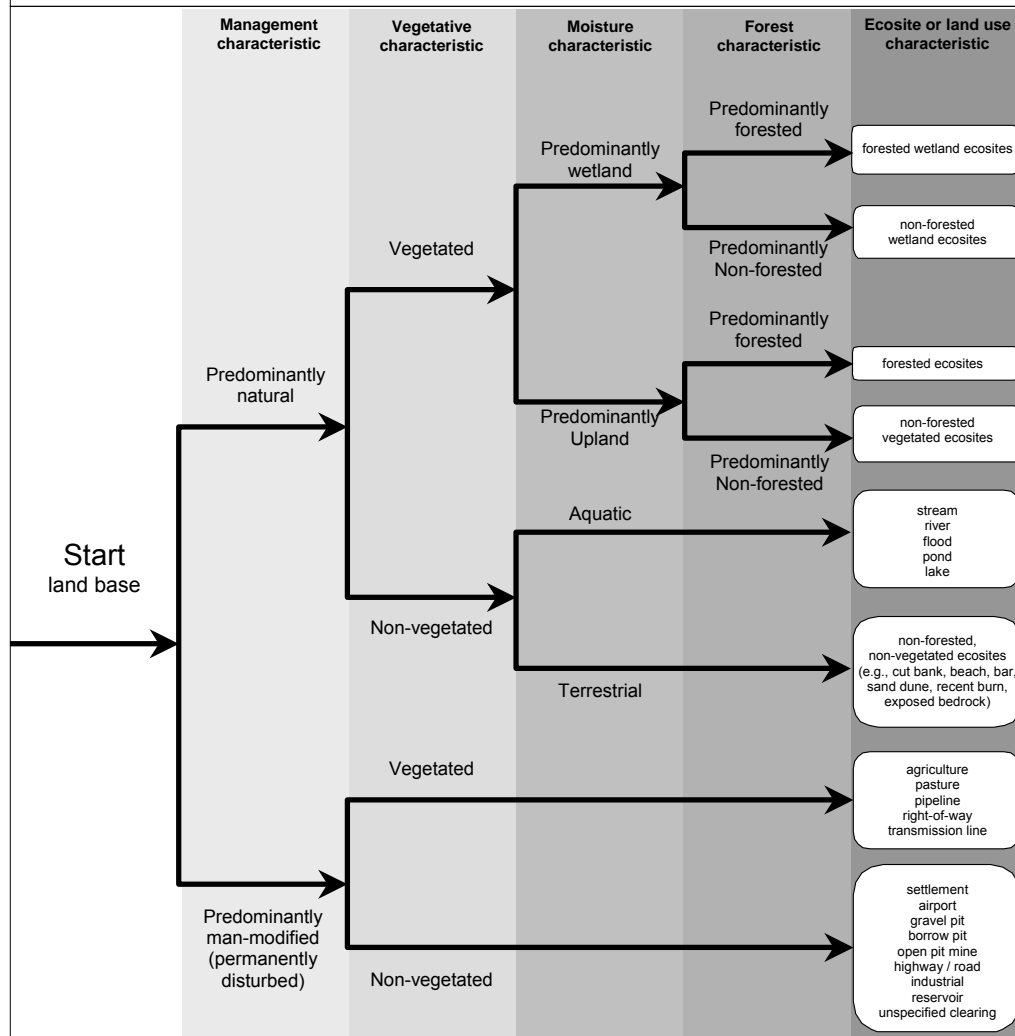 Management
characteristic
Vegetative
characteristic
Moisture
characteristic
Forest
characteristic
Ecosite or land use
characteristic
Start
land base
Predominantly
natural
Vegetated
Predominantly
wetland
Predominantly
forested
forested wetland ecosites
Predominantly
Non-forested
non-forested
wetland ecosites
Predominantly
Upland
Predominantly
forested
forested ecosites
Predominantly
Non-forested
non-forested
vegetated ecosites
Non-vegetated
Aquatic
stream
river
flood
pond
lake
Terrestrial
non-forested,
non-vegetated ecosites
(e.g., cut bank, beach, bar,
sand dune, recent burn,
exposed bedrock)
Predominantly
man-modified
(permanently
disturbed)
Vegetated
agriculture
pasture
pipeline
right-of-way
transmission line
Non-vegetated
settlement
airport
gravel pit
borrow pit
open pit mine
highway / road
industrial
reservoir
unspecified clearing